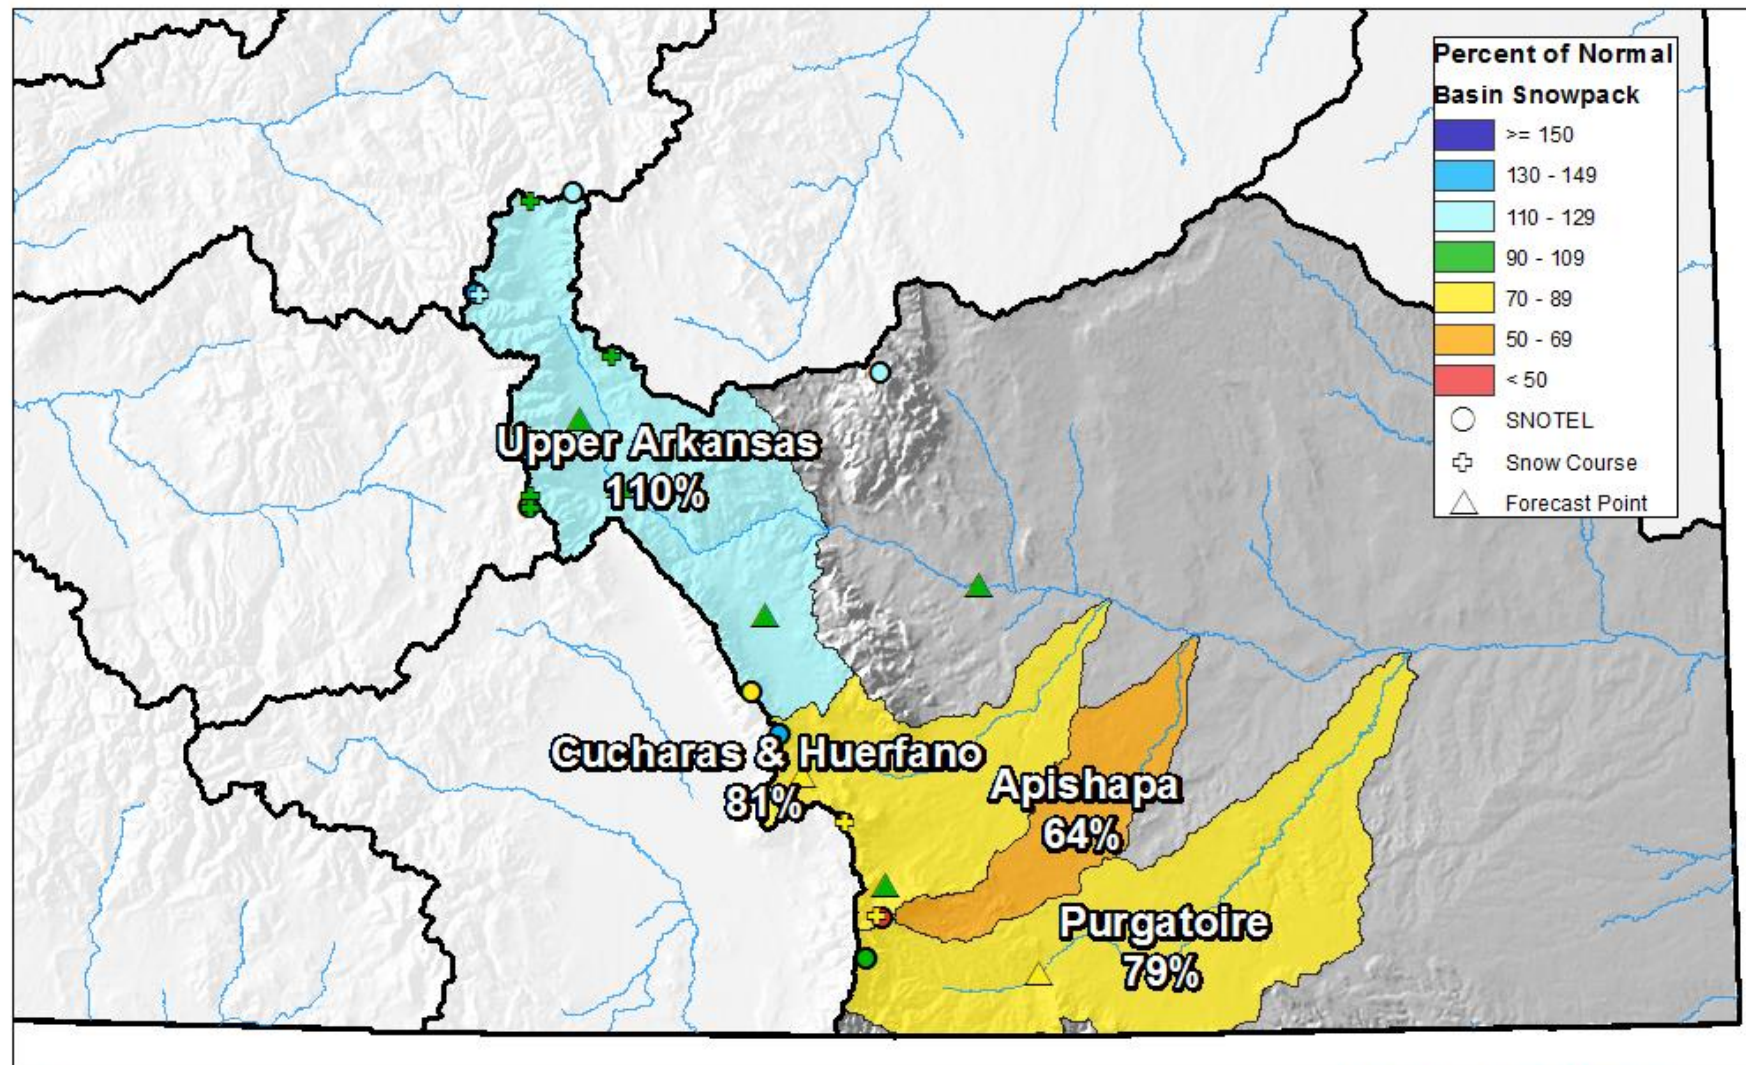 Percent of Normal
Basin Snowpack
>= 150
130 - 149
110 - 129
90 - 109
70 - 89
50 - 69
< 50
SNOTEL
Snow Course
Forecast Point
Upper Arkansas
110%
Cucharas & Huerfano
81%
Apishapa
64%
Purgatoire
79%